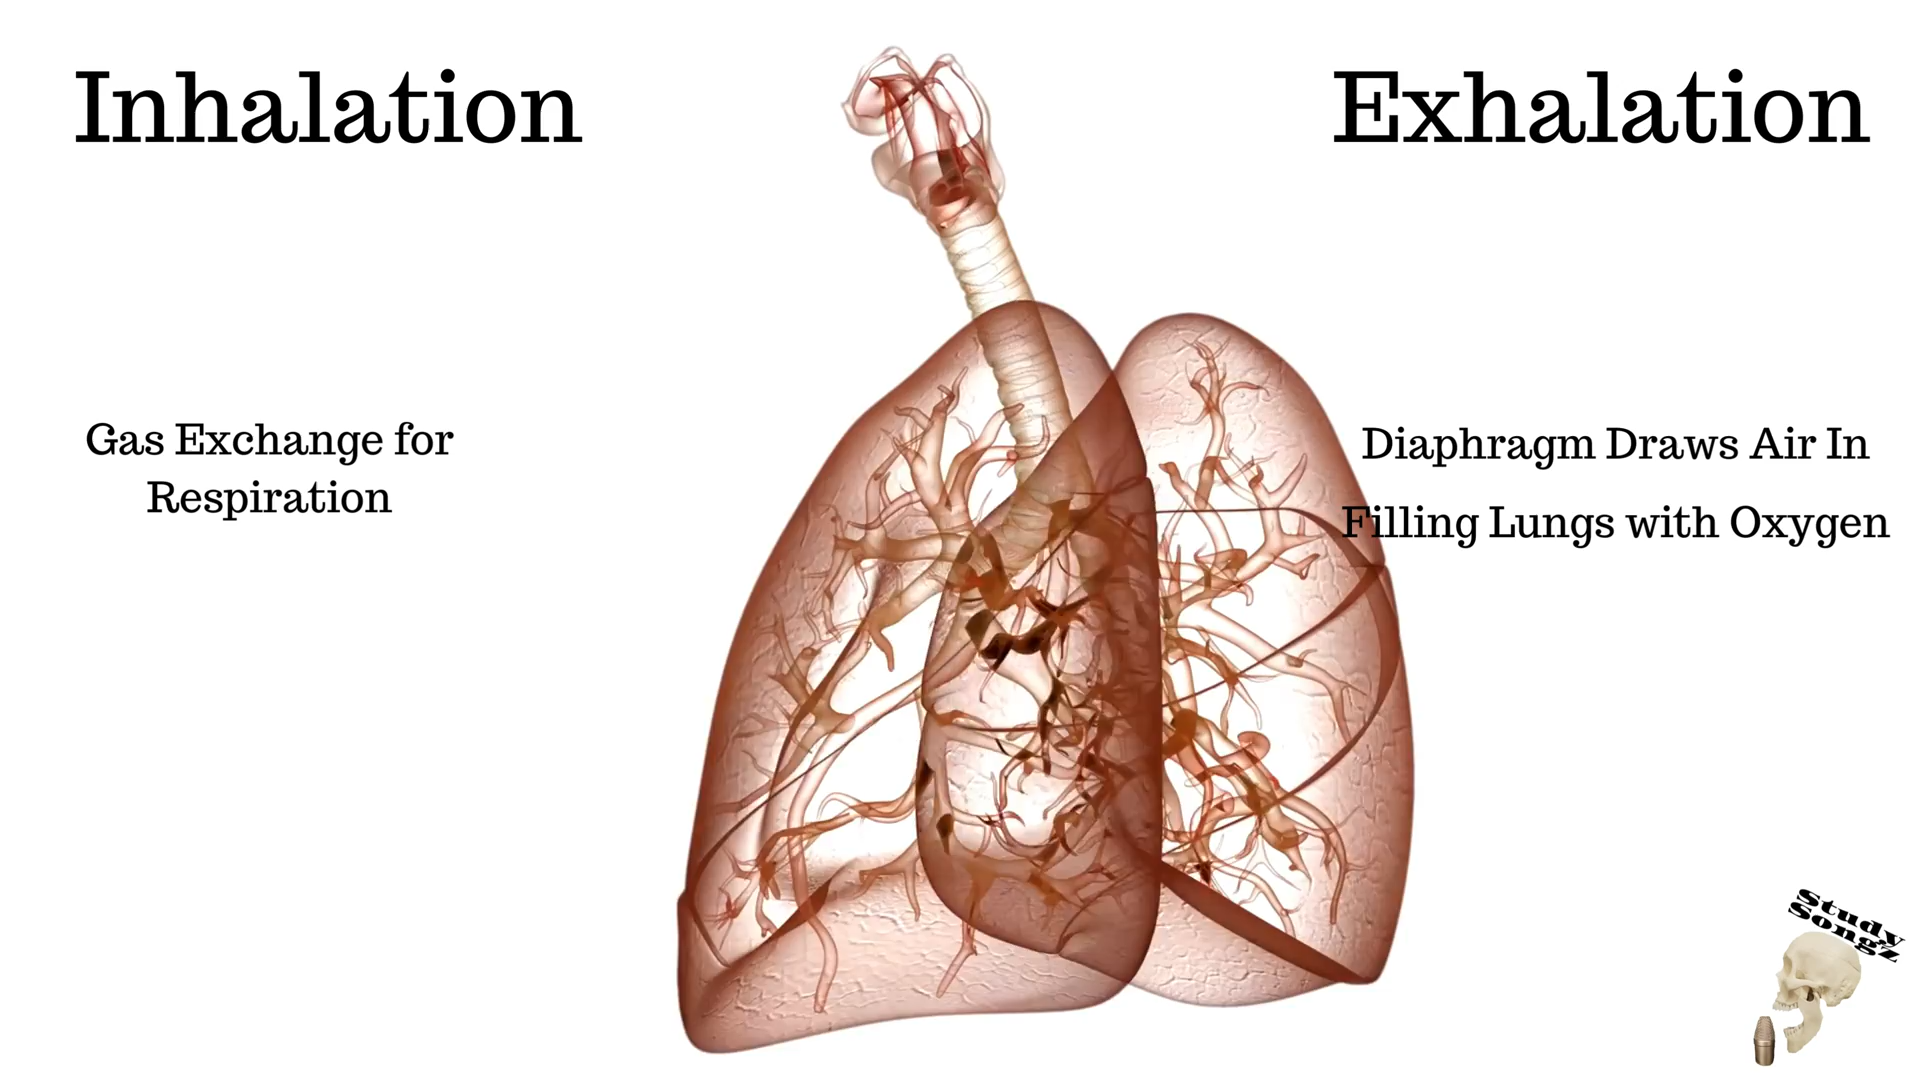 Inhalation
Exhalation
Gas Exchange for
Respiration
Diaphragm Draws Air In
Filling Lungs with Oxygen
Study
Songz